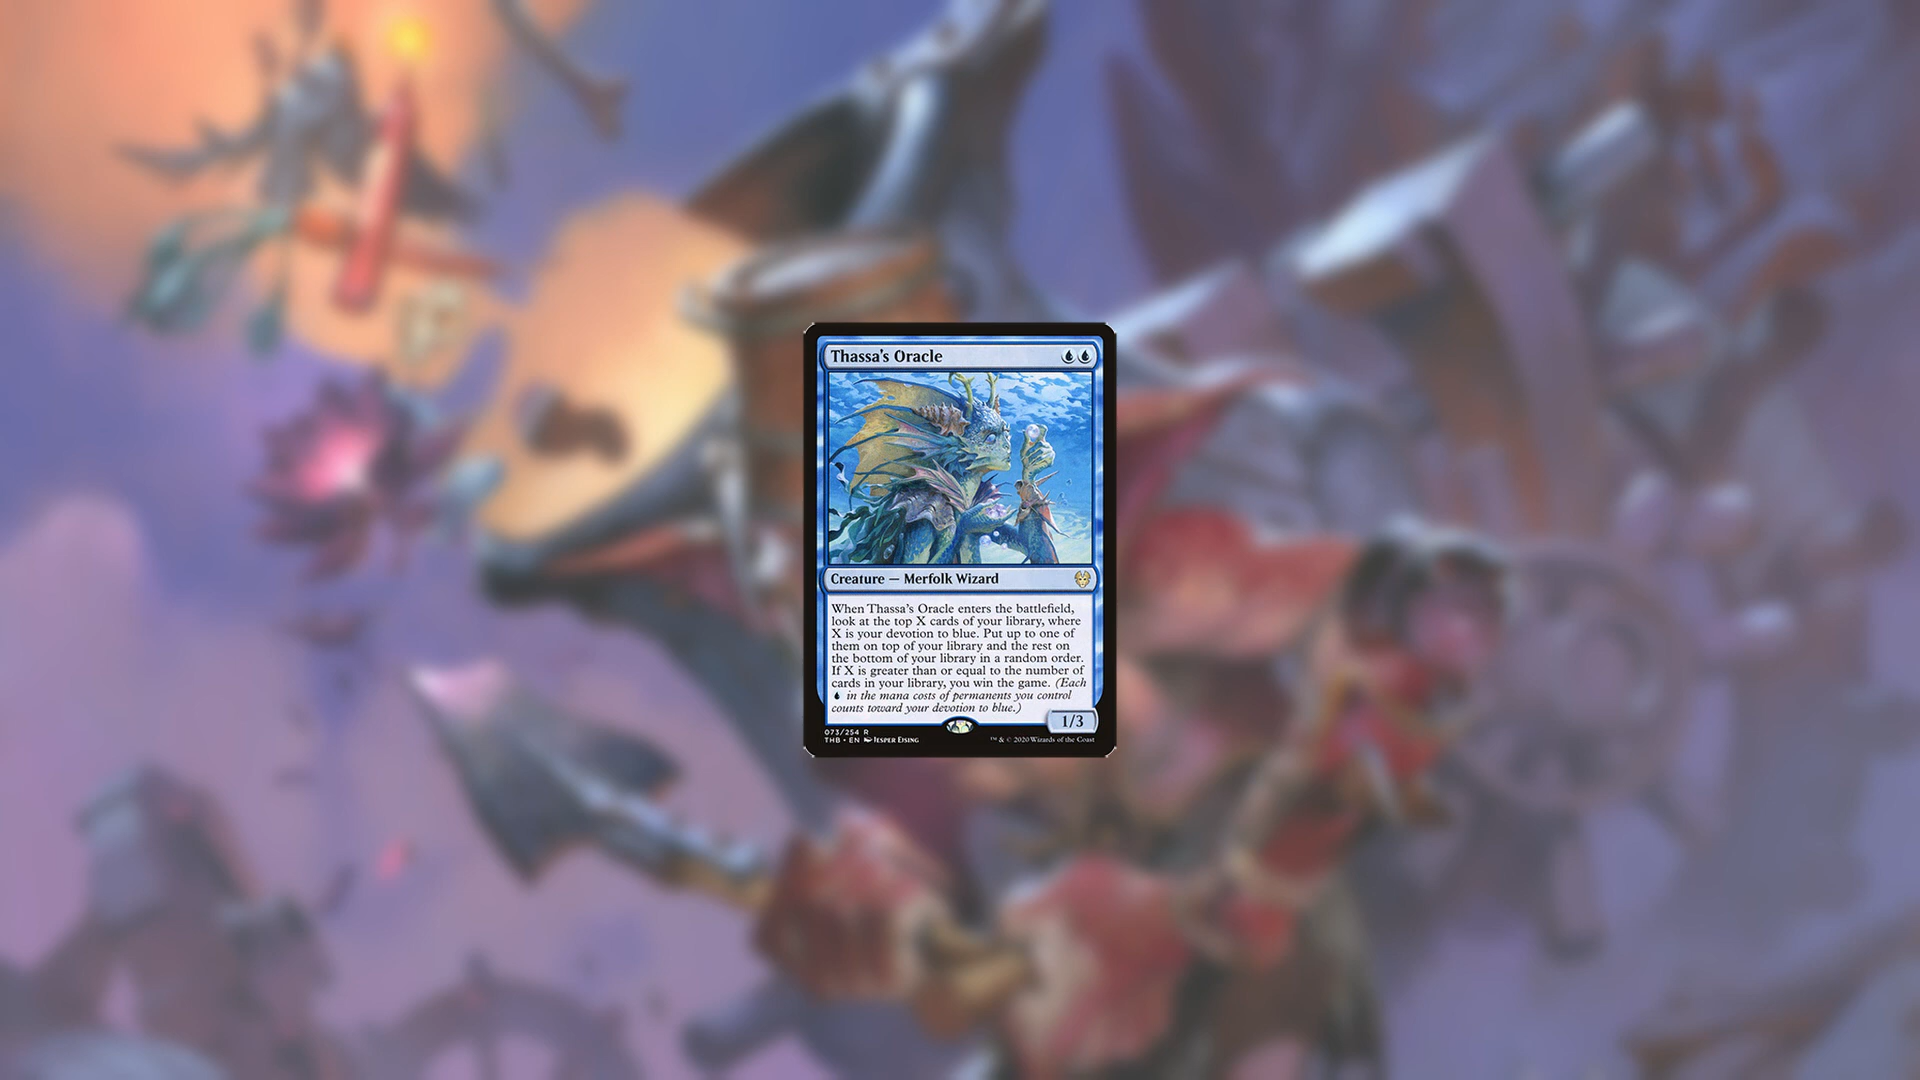 Thassa's Oracle
Creature — Merfolk Wizard
When Thassa's Oracle enters the battlefield,
look at the top X cards of your library, where
X is your devotion to blue. Put up to one of
them on top of your library and the rest on
the bottom of your library in a random order.
If X is greater than or equal to the number of
cards in your library, you win the game. (Each
in the mana costs of permanents you control
counts toward your devotion to blue.)
1/3
073/254 R
THB • EN Jesper Ejsing
™ & © 2020 Wizards of the Coast